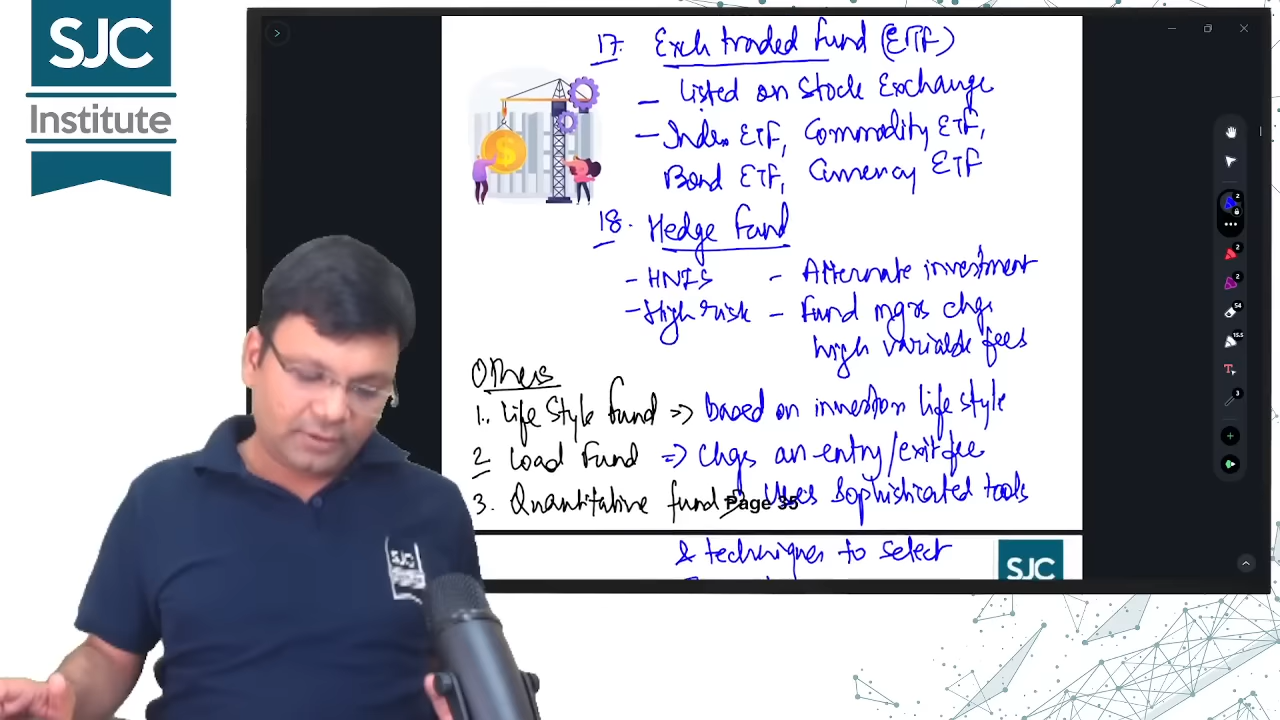 SJC
Institute
17. Exch traded fund (ETF)
- Listed on Stock Exchange
- Index ETF, Commodity ETF,
Bond ETF, Currency ETF
18. Hedge fund
- HNIS - Alternate investment
- High risk - Fund mgrs chgs
high variable fees
Others
1. Life Style fund => based on investors life style
2 Load Fund => Chgs an entry/exit fee
3. Quantitative fund => Uses Sophisticated tools
Page 35
& techniques to select
SJC
SJC